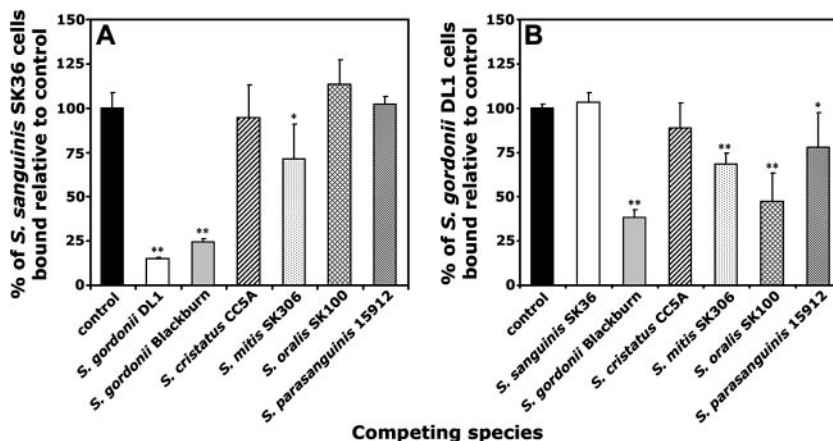 A
% of S. sanguinis SK36 cells
bound relative to control
150
125
100
75
50
25
0
**
**
*
control
S. gordonii DL1
S. gordonii Blackburn
S. cristatus CC5A
S. mitis SK306
S. oralis SK100
S. parasanguinis 15912
B
% of S. gordonii DL1 cells
bound relative to control
150
125
100
75
50
25
0
**
**
**
*
control
S. sanguinis SK36
S. gordonii Blackburn
S. cristatus CC5A
S. mitis SK306
S. oralis SK100
S. parasanguinis 15912
Competing species